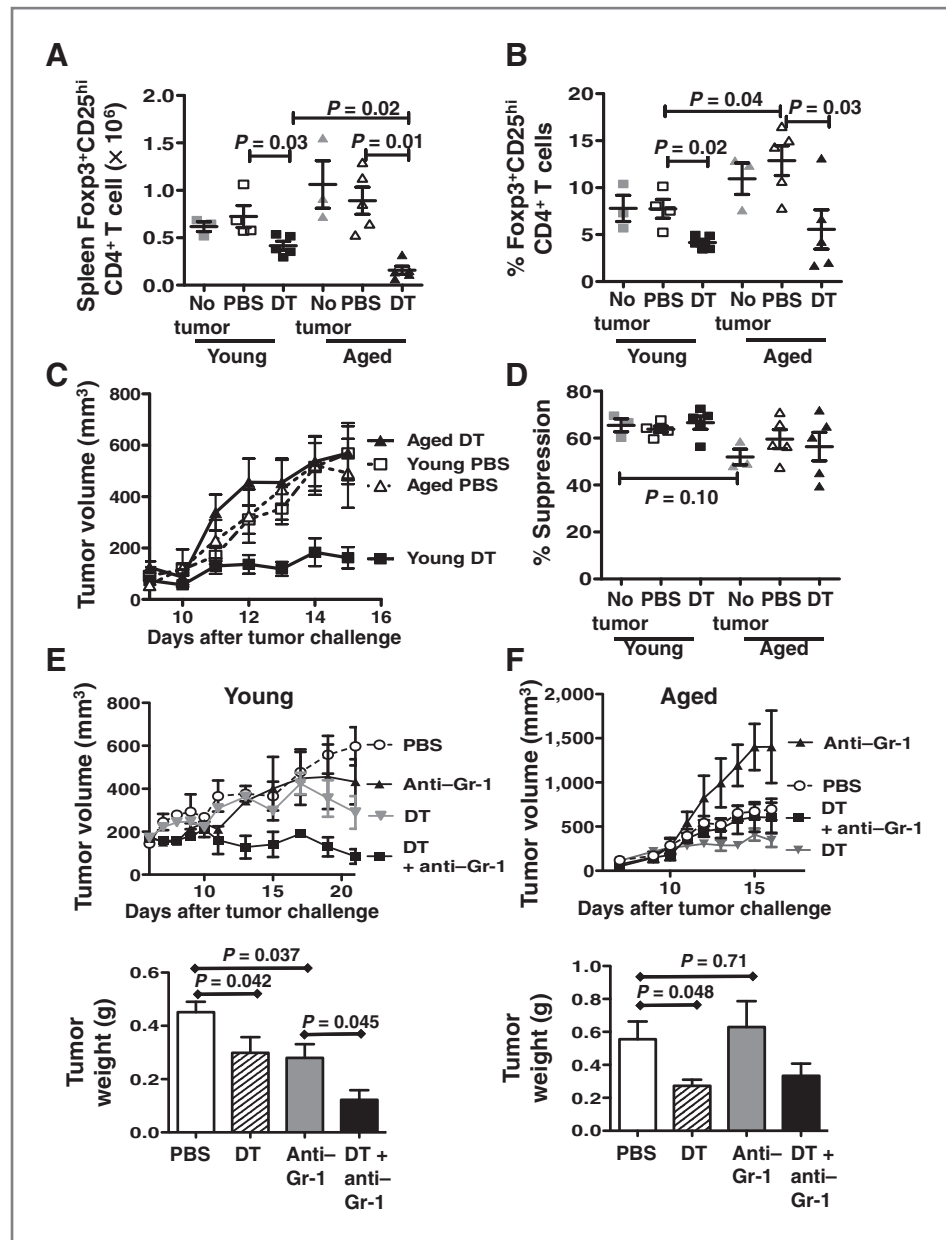 A
Spleen Foxp3⁺CD25ʰⁱ
CD4⁺ T cell (× 10⁶)
2.0
1.5
1.0
0.5
0.0
P = 0.02
P = 0.03
P = 0.01
No
tumor
PBS
DT
No
tumor
PBS
DT
Young
Aged
B
% Foxp3⁺CD25ʰⁱ
CD4⁺ T cells
20
15
10
5
0
P = 0.04
P = 0.03
P = 0.02
No
tumor
PBS
DT
No
tumor
PBS
DT
Young
Aged
C
Tumor volume (mm³)
800
600
400
200
0
10
12
14
16
Days after tumor challenge
Aged DT
Young PBS
Aged PBS
Young DT
D
% Suppression
80
60
40
20
0
P = 0.10
No
tumor
PBS
DT
No
tumor
PBS
DT
Young
Aged
E
Young
Tumor volume (mm³)
800
600
400
200
0
10
15
20
Days after tumor challenge
PBS
Anti–Gr-1
DT
DT
+ anti–Gr-1
Tumor
weight (g)
0.6
0.4
0.2
0.0
P = 0.037
P = 0.042
P = 0.045
PBS
DT
Anti–
Gr-1
DT +
anti–
Gr-1
F
Aged
Tumor volume (mm³)
2,000
1,500
1,000
500
0
10
15
Days after tumor challenge
Anti–Gr-1
PBS
DT
+ anti–Gr-1
DT
Tumor
weight (g)
1.0
0.8
0.6
0.4
0.2
0.0
P = 0.71
P = 0.048
PBS
DT
Anti–
Gr-1
DT +
anti–
Gr-1